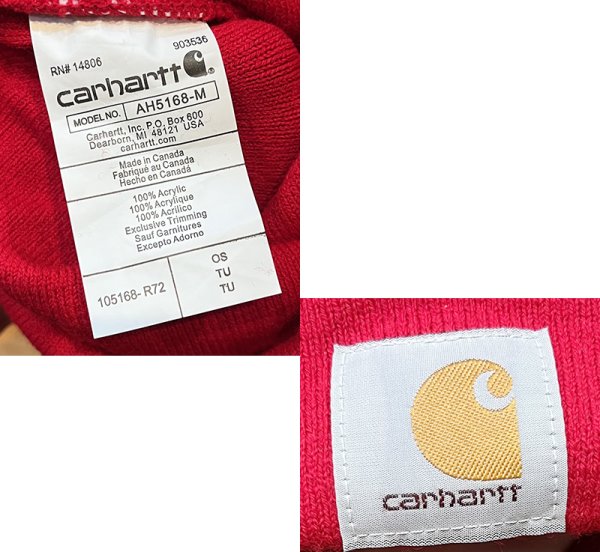 RN# 14806
903536
carhartt
MODEL NO. AH5168-M
Carhartt, Inc. P.O. Box 600
Dearborn, MI 48121 USA
carhartt.com
Made in Canada
Fabriqué au Canada
Hecho en Canadá
100% Acrylic
100% Acrylique
100% Acrílico
Exclusive Trimming
Sauf Garnitures
Excepto Adorno
105168- R72
OS
TU
TU
carhartt